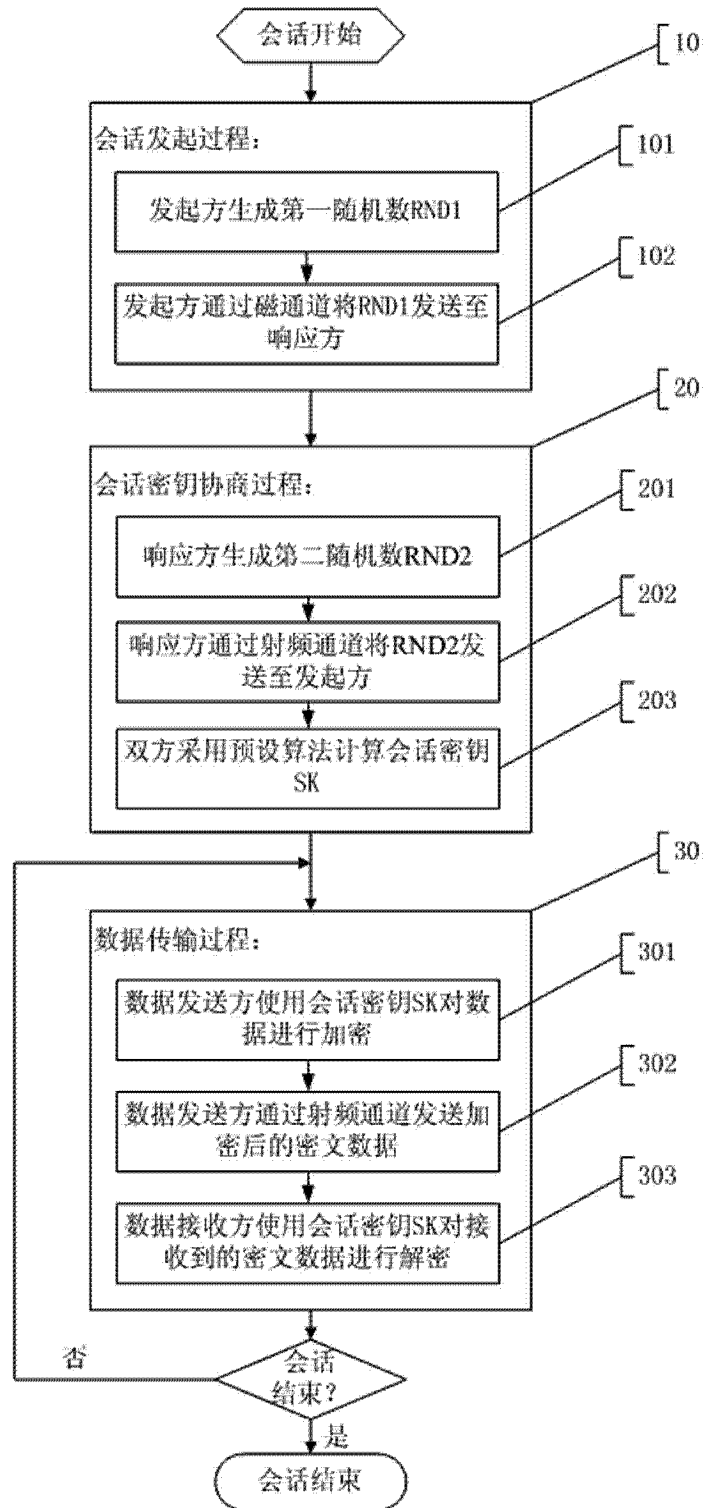 会话开始
10
会话发起过程：
101
发起方生成第一随机数RND1
102
发起方通过磁通道将RND1发送至
响应方
20
会话密钥协商过程：
201
响应方生成第二随机数RND2
202
响应方通过射频通道将RND2发
送至发起方
203
双方采用预设算法计算会话密钥
SK
30
数据传输过程：
301
数据发送方使用会话密钥SK对数
据进行加密
302
数据发送方通过射频通道发送加
密后的密文数据
303
数据接收方使用会话密钥SK对接
收到的密文数据进行解密
否
会话
结束？
是
会话结束